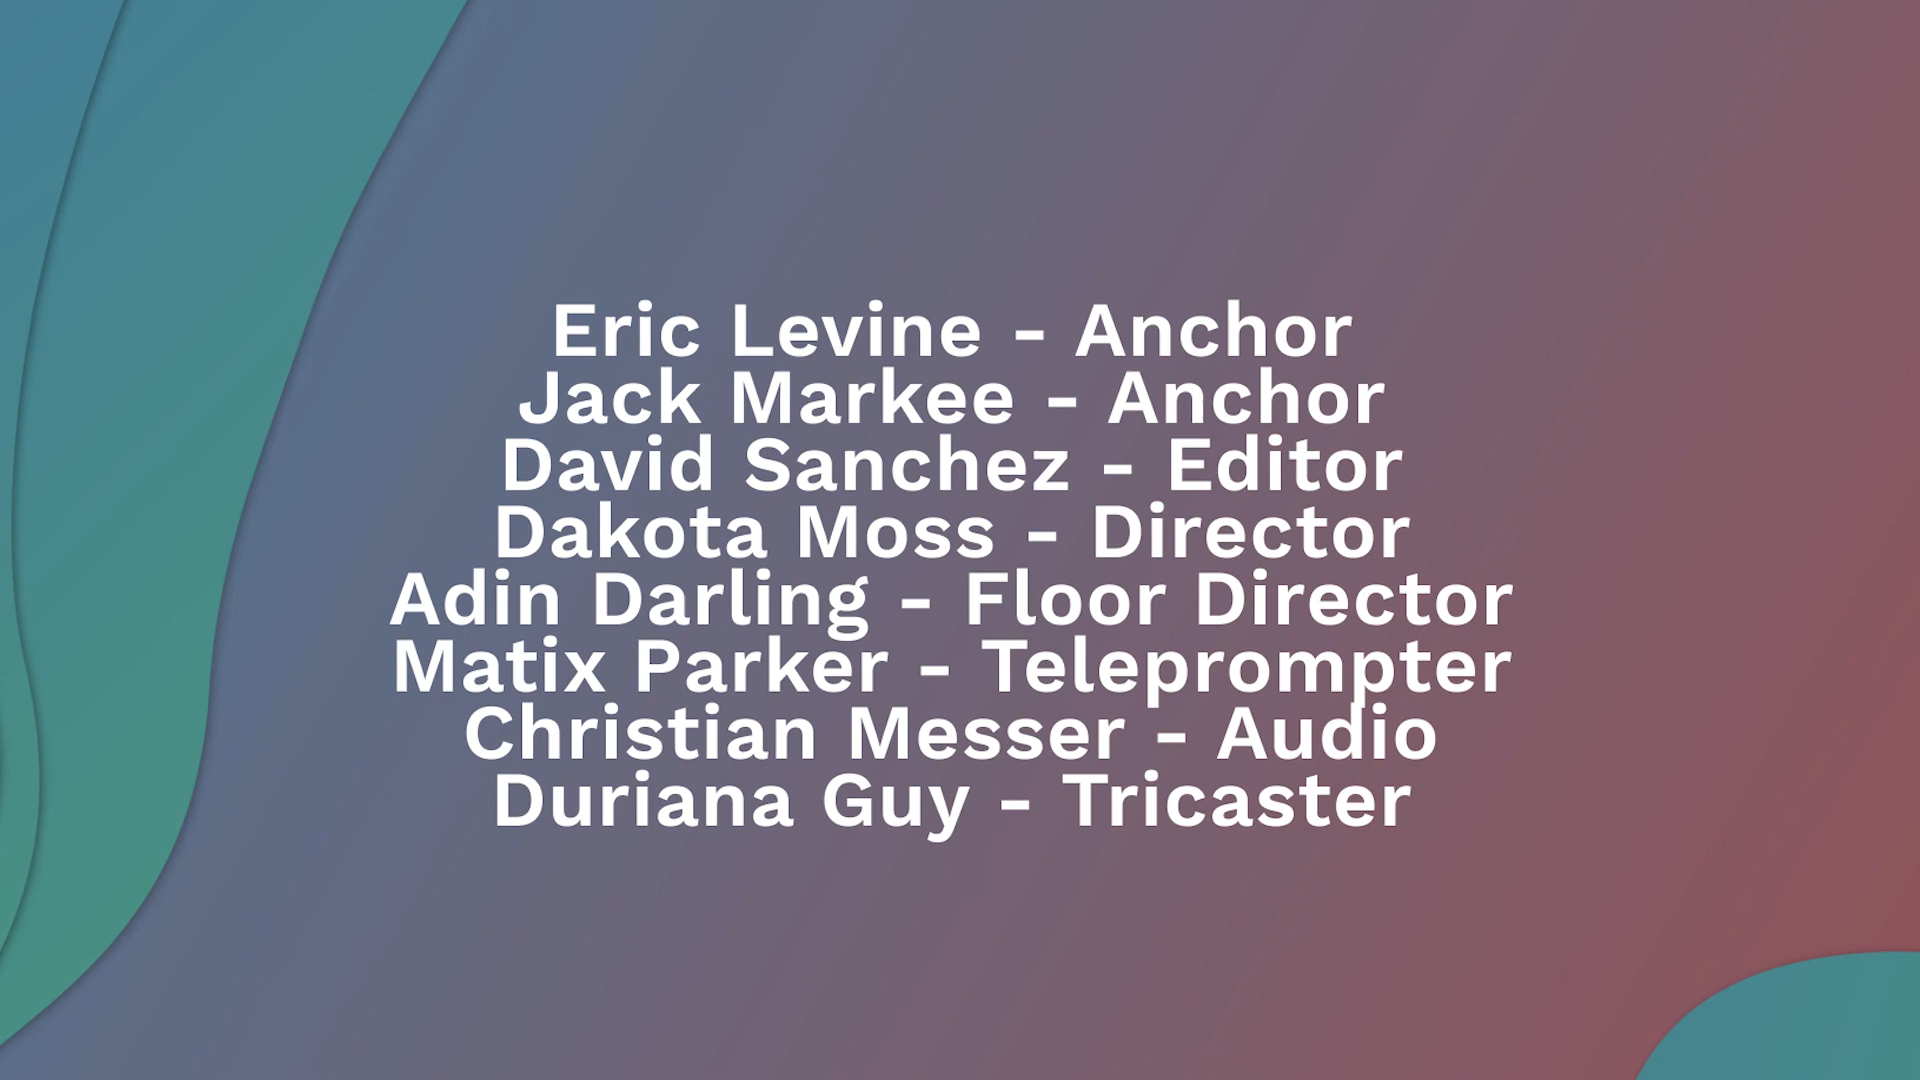 Eric Levine - Anchor
Jack Markee - Anchor
David Sanchez - Editor
Dakota Moss - Director
Adin Darling - Floor Director
Matix Parker - Teleprompter
Christian Messer - Audio
Duriana Guy - Tricaster